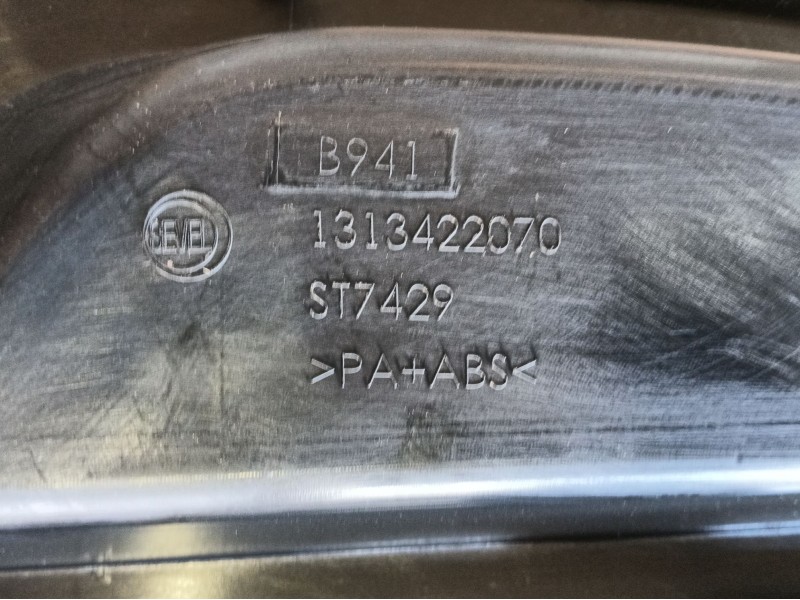 B941
SEVEL
1313422070
ST7429
>PA+ABS<